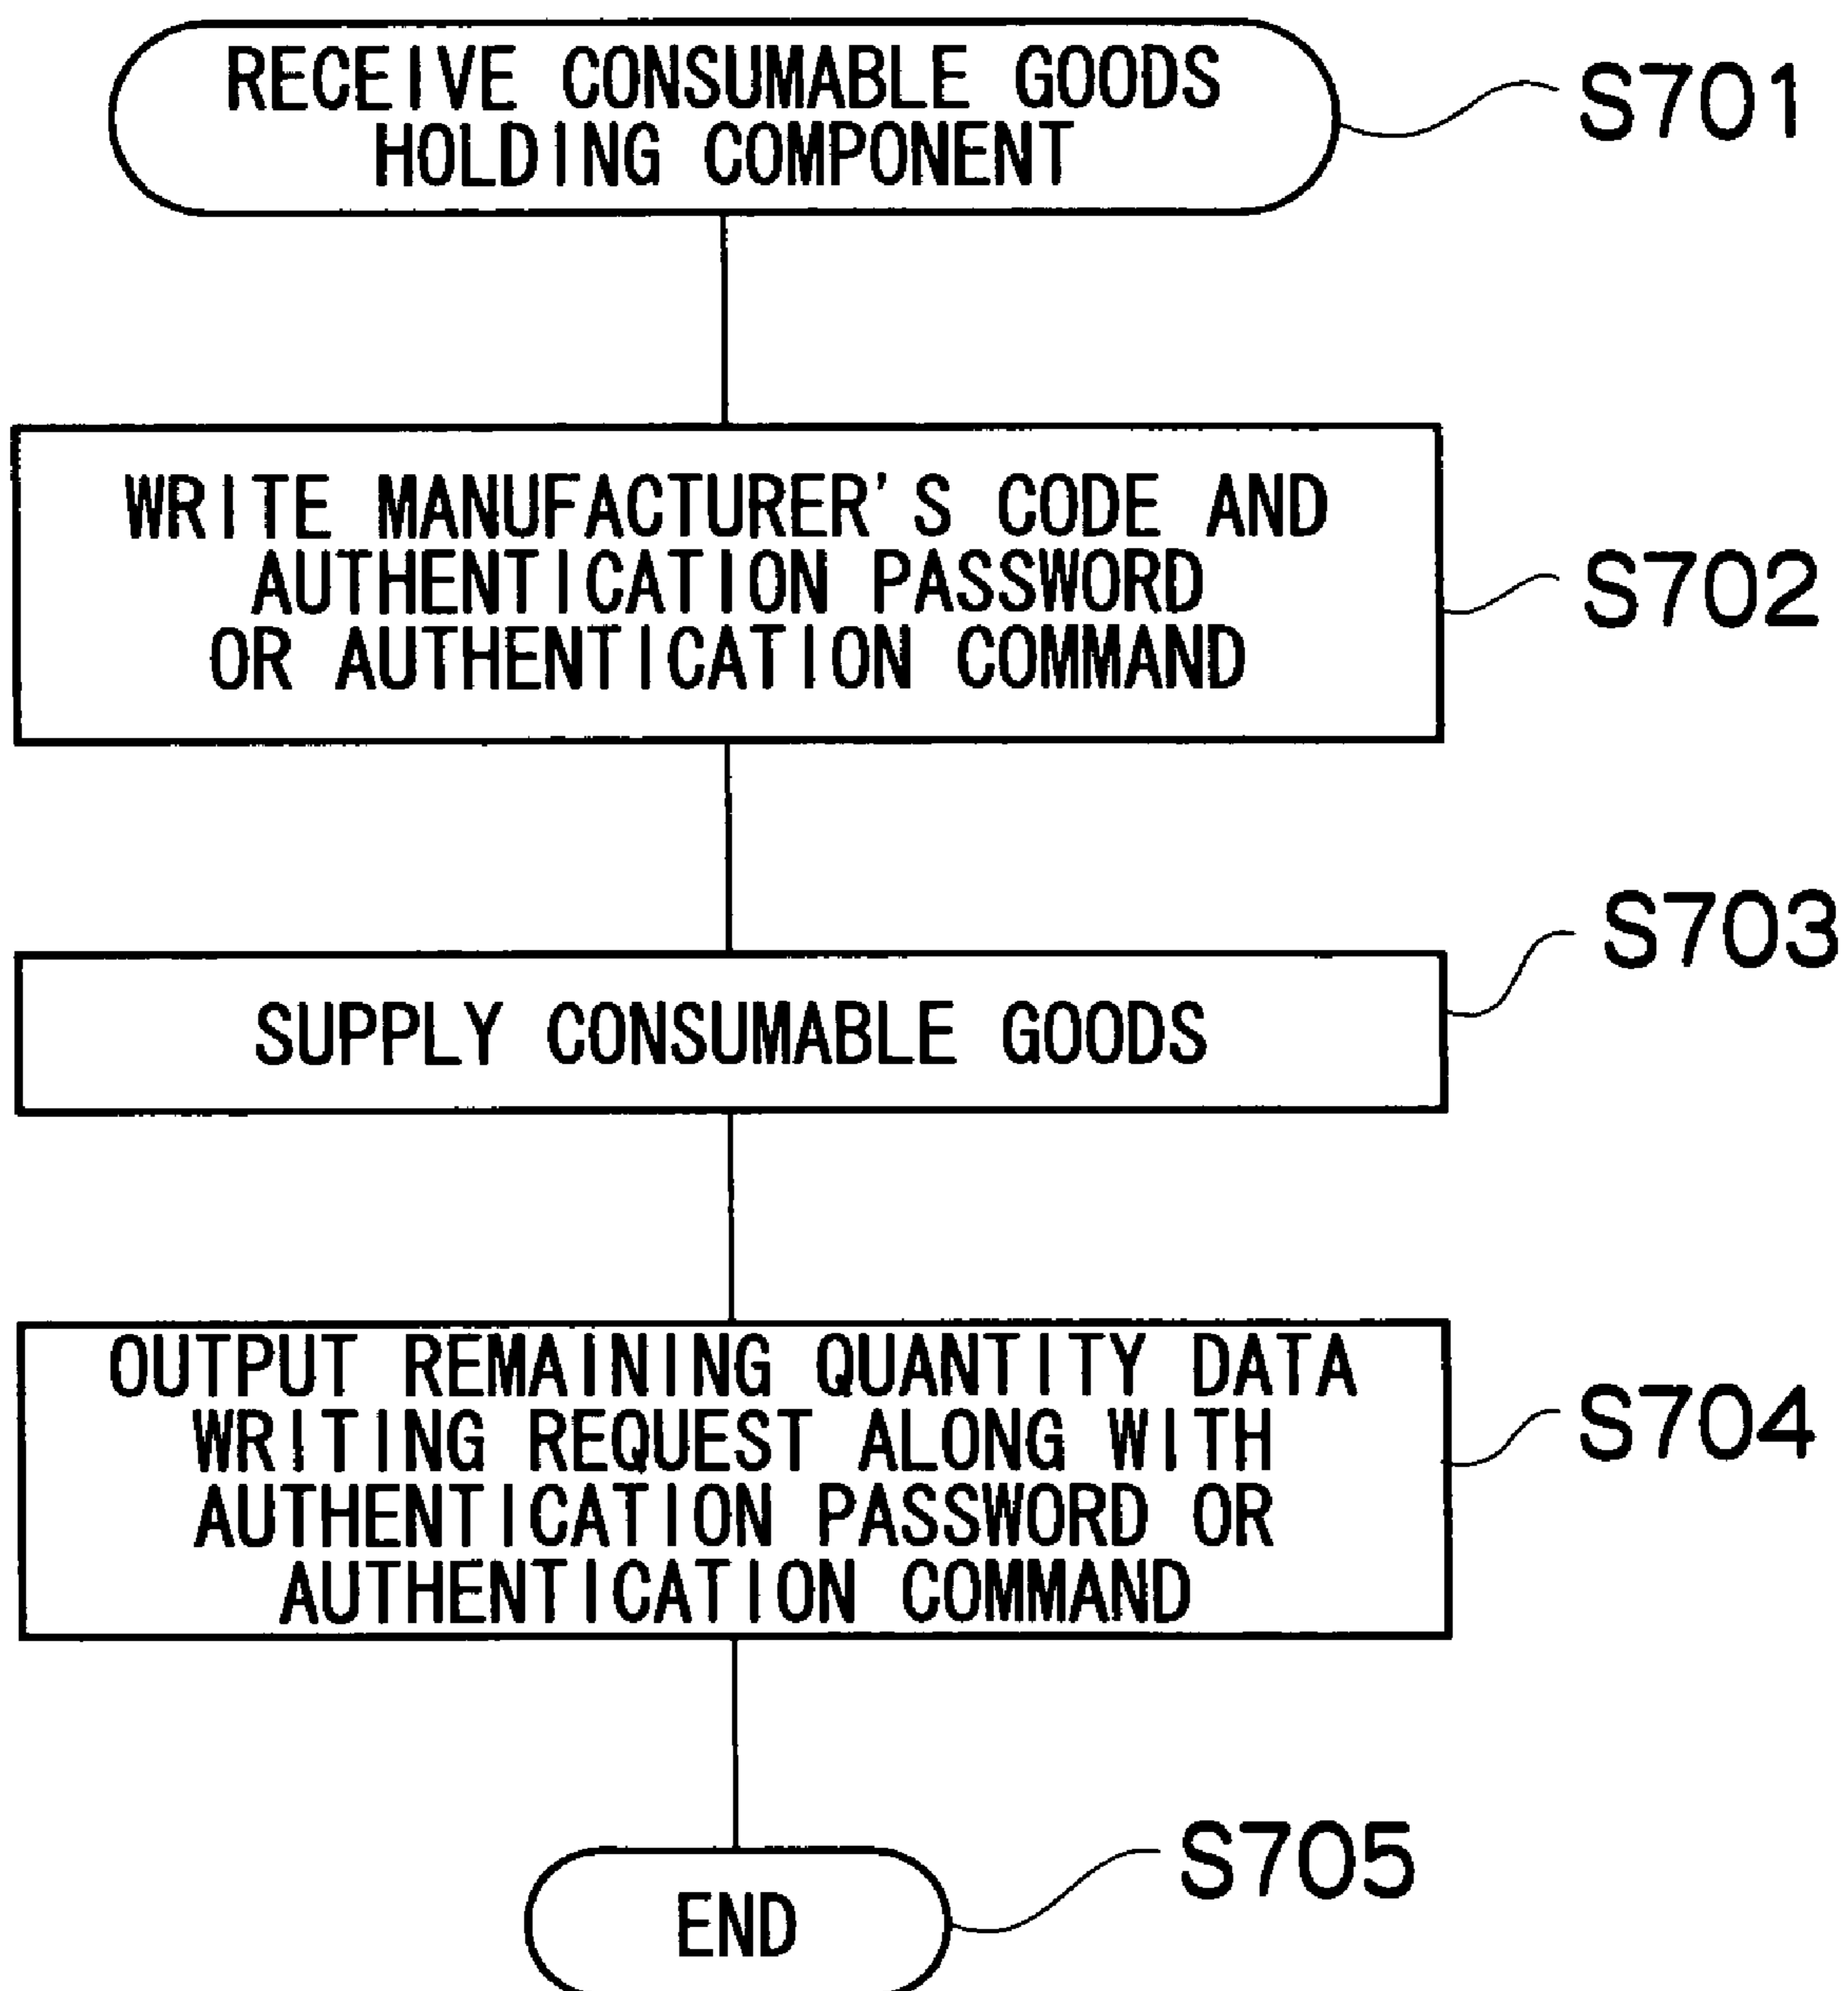 RECEIVE CONSUMABLE GOODS
HOLDING COMPONENT
S701
WRITE MANUFACTURER'S CODE AND
AUTHENTICATION PASSWORD
OR AUTHENTICATION COMMAND
S702
SUPPLY CONSUMABLE GOODS
S703
OUTPUT REMAINING QUANTITY DATA
WRITING REQUEST ALONG WITH
AUTHENTICATION PASSWORD OR
AUTHENTICATION COMMAND
S704
END
S705